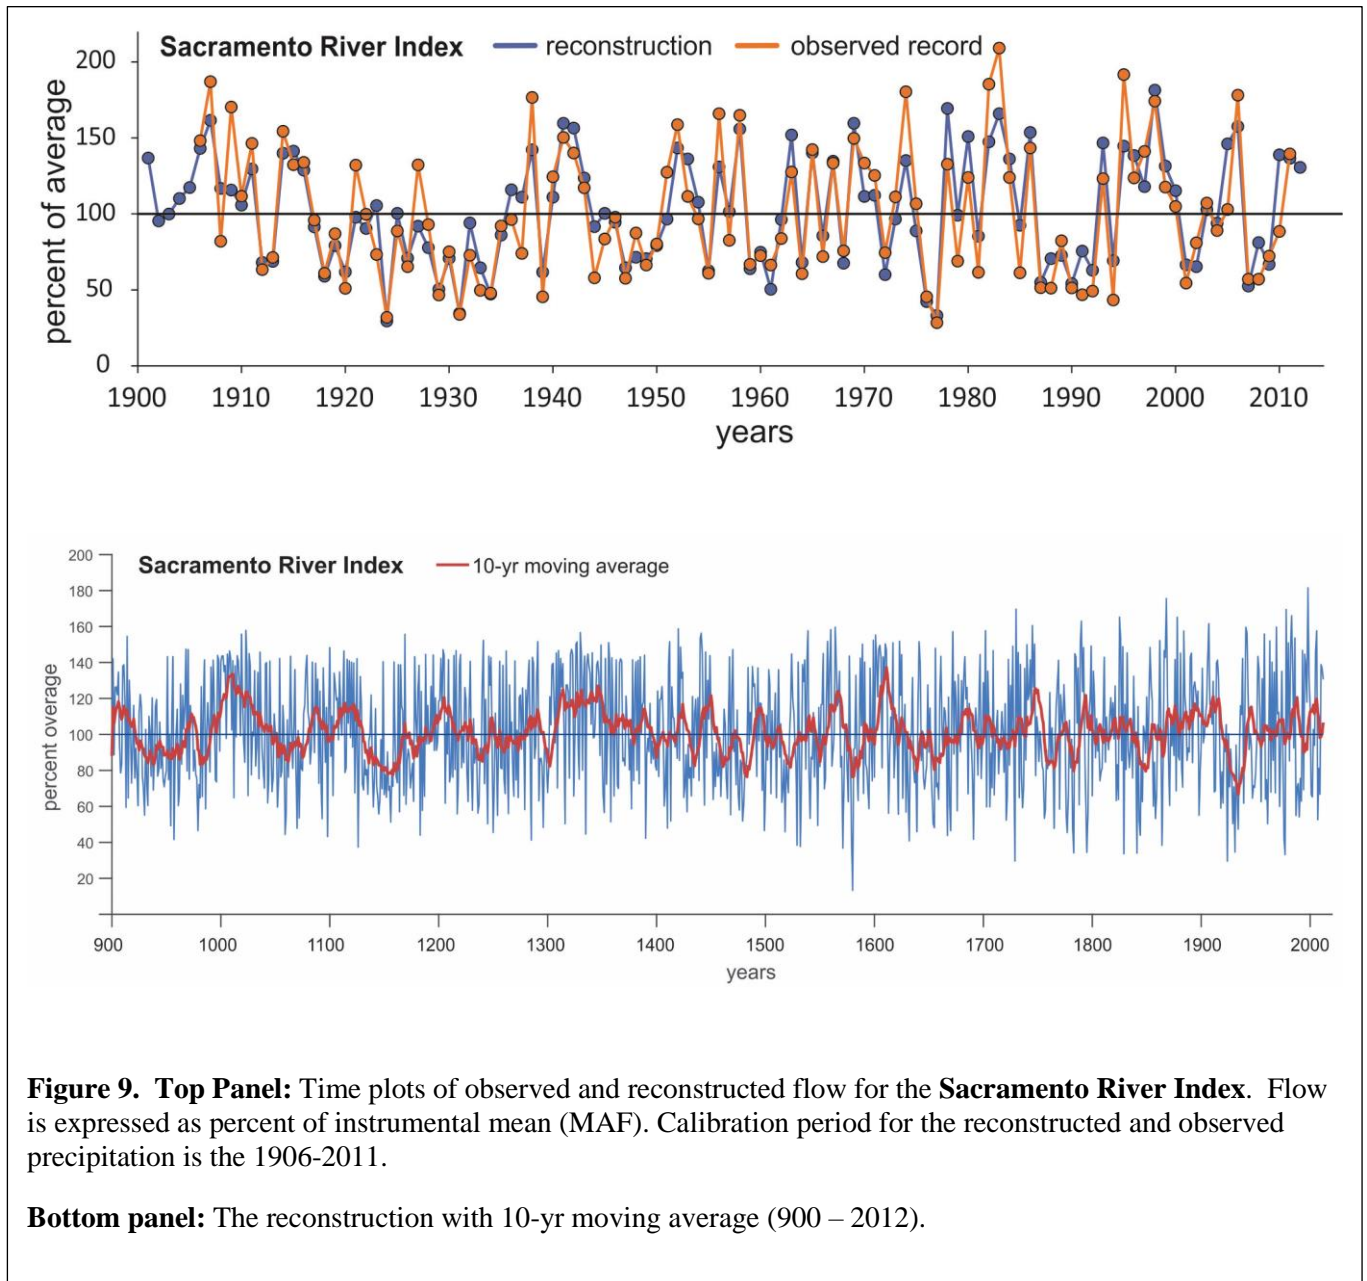 Sacramento River Index reconstruction observed record
percent of average
200
150
100
50
0
1900 1910 1920 1930 1940 1950 1960 1970 1980 1990 2000 2010
years
Sacramento River Index 10-yr moving average
percent overage
200
180
160
140
120
100
80
60
40
20
900 1000 1100 1200 1300 1400 1500 1600 1700 1800 1900 2000
years
Figure 9. Top Panel: Time plots of observed and reconstructed flow for the Sacramento River Index. Flow
is expressed as percent of instrumental mean (MAF). Calibration period for the reconstructed and observed
precipitation is the 1906-2011.
Bottom panel: The reconstruction with 10-yr moving average (900 – 2012).